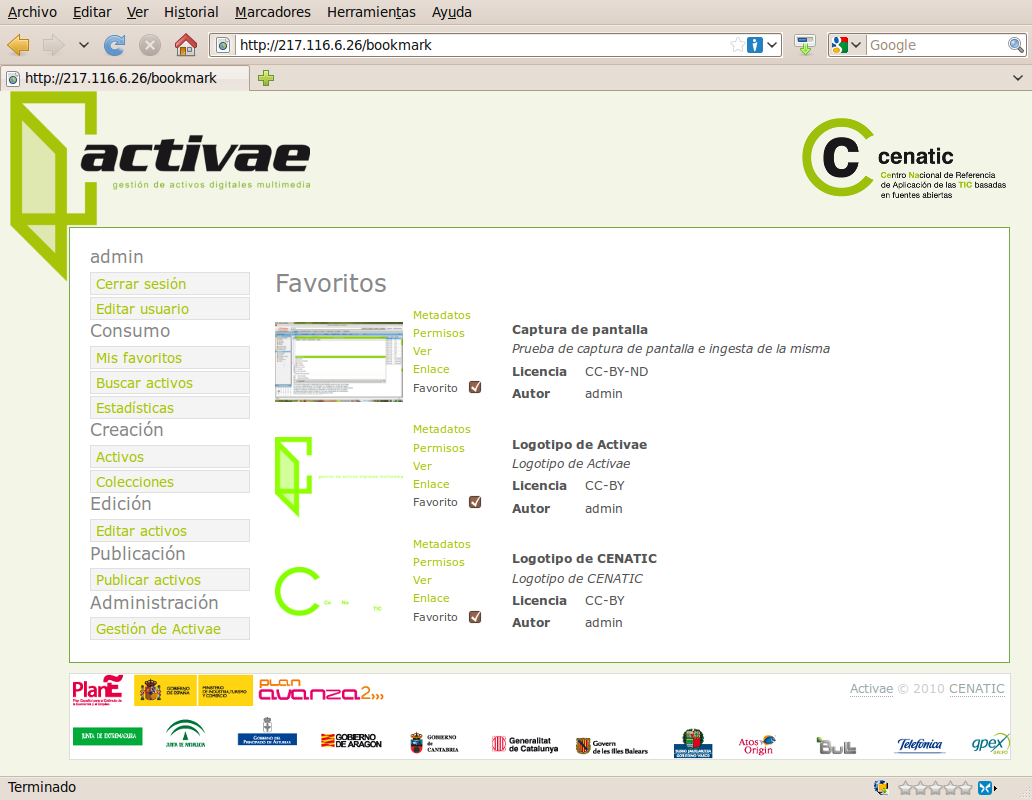 Archivo Editar Ver Historial Marcadores Herramientas Ayuda
http://217.116.6.26/bookmark
Google
http://217.116.6.26/bookmark
activae
gestión de activos digitales multimedia
C cenatic
Centro Nacional de Referencia
de Aplicación de las TIC basadas
en fuentes abiertas
admin
Cerrar sesión
Editar usuario
Consumo
Mis favoritos
Buscar activos
Estadísticas
Creación
Activos
Colecciones
Edición
Editar activos
Publicación
Publicar activos
Administración
Gestión de Activae
Favoritos
Metadatos
Permisos
Ver
Enlace
Favorito
Captura de pantalla
Prueba de captura de pantalla e ingesta de la misma
Licencia CC-BY-ND
Autor admin
gestión de activos digitales multimedia
Metadatos
Permisos
Ver
Enlace
Favorito
Logotipo de Activae
Logotipo de Activae
Licencia CC-BY
Autor admin
Ce Na
TIC
Metadatos
Permisos
Ver
Enlace
Favorito
Logotipo de CENATIC
Logotipo de CENATIC
Licencia CC-BY
Autor admin
PlanE
GOBIERNO DE ESPAÑA
MINISTERIO DE INDUSTRIA, TURISMO Y COMERCIO
PLAN avanza2
Activae © 2010 CENATIC
JUNTA DE EXTREMADURA
JUNTA DE ANDALUCIA
GOBIERNO DEL PRINCIPADO DE ASTURIAS
GOBIERNO DE ARAGON
GOBIERNO de CANTABRIA
Generalitat de Catalunya
Govern de les Illes Balears
Atos Origin
Bull
Telefónica
gpex
Terminado